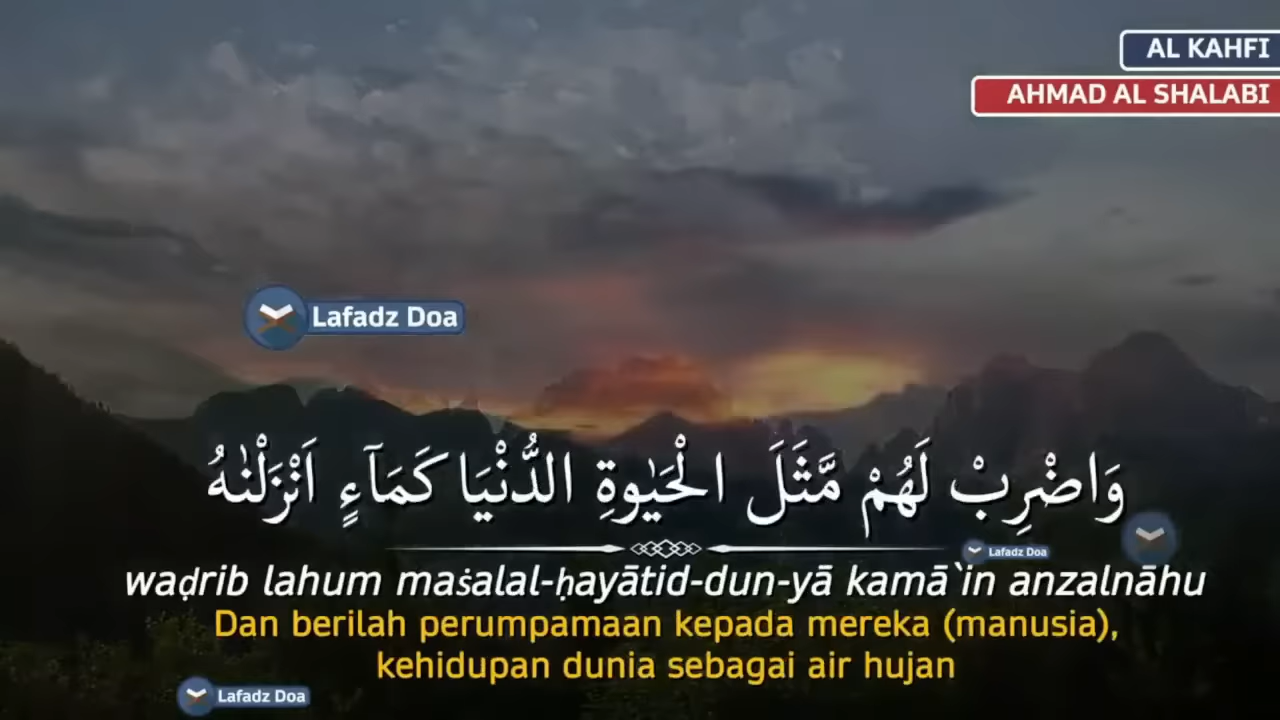 AL KAHFI
AHMAD AL SHALABI
Lafadz Doa
وَاضْرِبْ لَهُمْ مَّثَلَ الْحَيٰوةِ الدُّنْيَا كَمَاۤءٍ اَنْزَلْنٰهُ
Lafadz Doa
waḍrib lahum maṡalal-ḥayātid-dun-yā kamā`in anzalnāhu
Dan berilah perumpamaan kepada mereka (manusia),
kehidupan dunia sebagai air hujan
Lafadz Doa